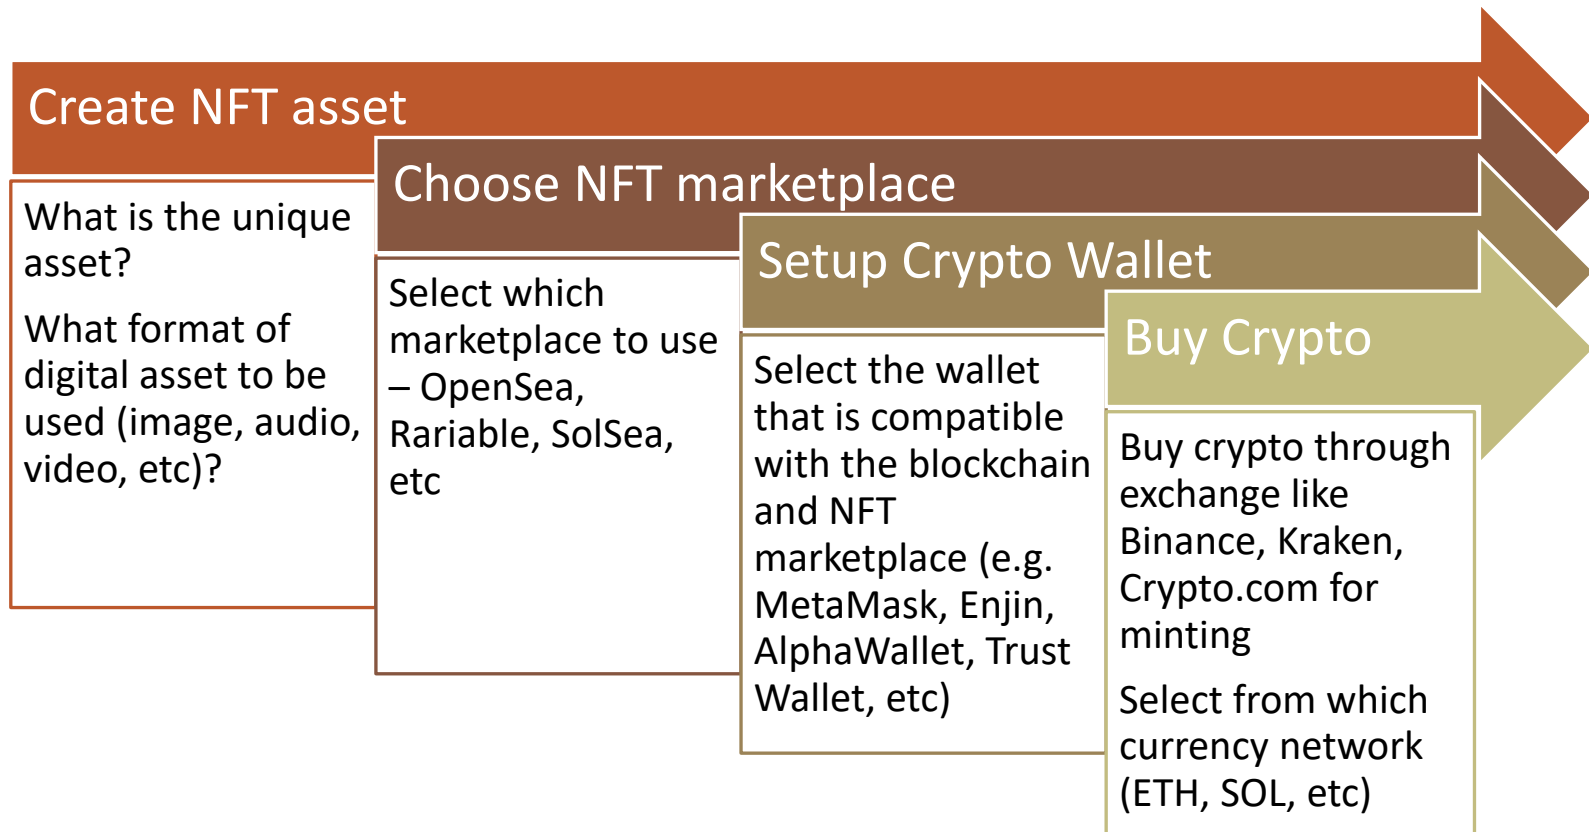 Create NFT asset
What is the unique
asset?
What format of
digital asset to be
used (image, audio,
video, etc)?
Choose NFT marketplace
Select which
marketplace to use
– OpenSea,
Rariable, SolSea,
etc
Setup Crypto Wallet
Select the wallet
that is compatible
with the blockchain
and NFT
marketplace (e.g.
MetaMask, Enjin,
AlphaWallet, Trust
Wallet, etc)
Buy Crypto
Buy crypto through
exchange like
Binance, Kraken,
Crypto.com for
minting
Select from which
currency network
(ETH, SOL, etc)